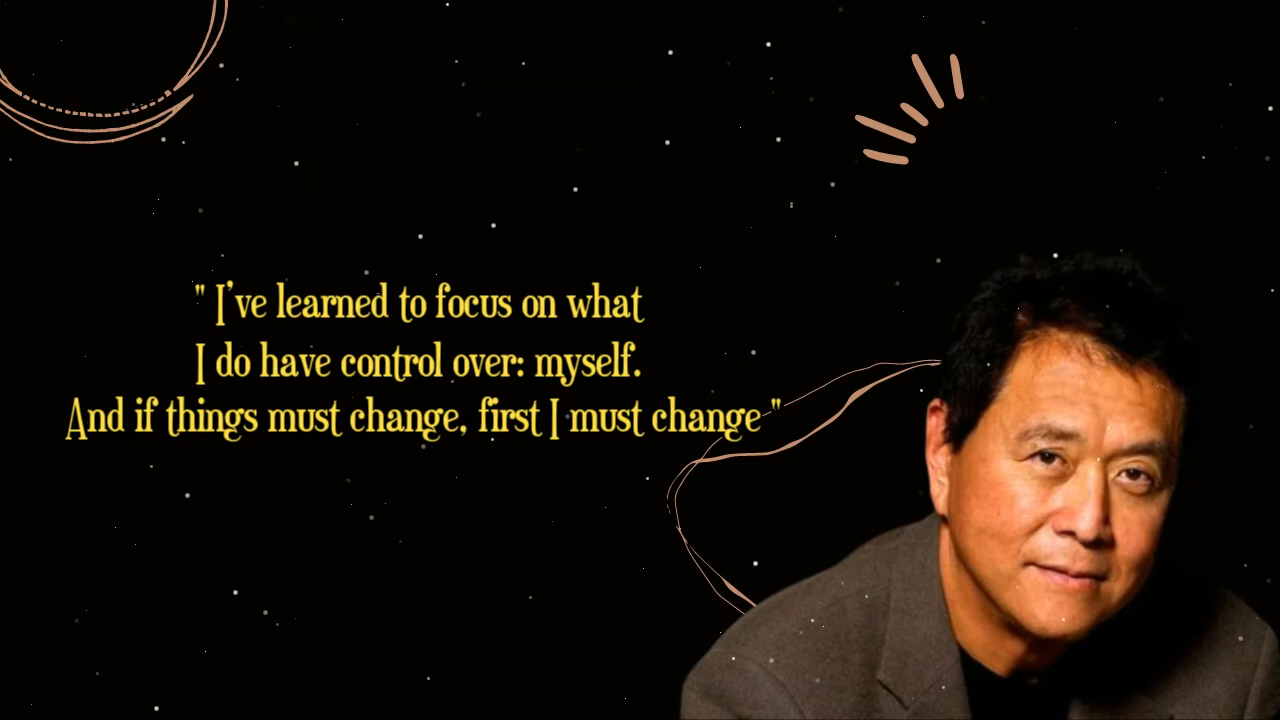 " I've learned to focus on what
I do have control over: myself.
And if things must change, first I must change "